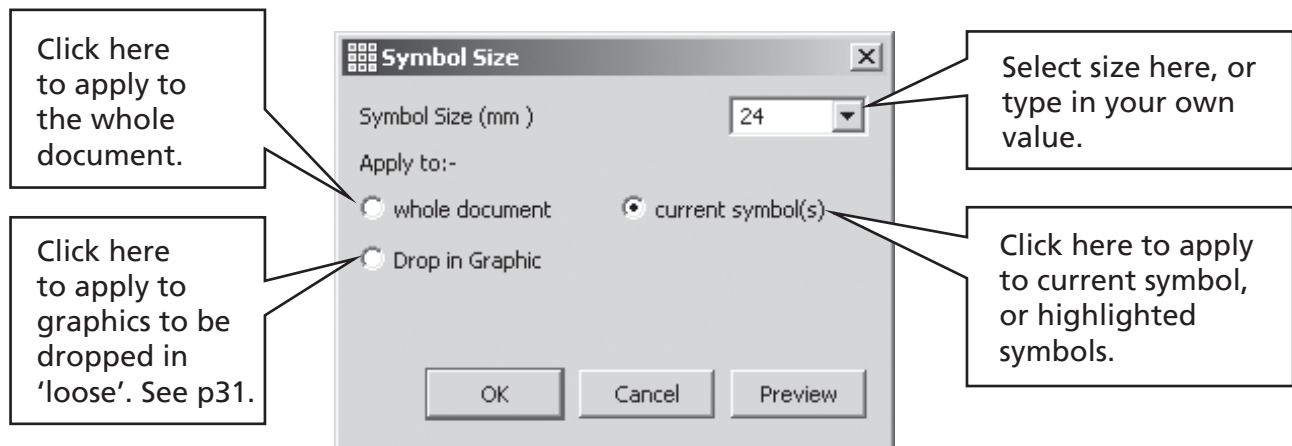 Click here
to apply to
the whole
document.
Click here
to apply to
graphics to be
dropped in
‘loose’. See p31.
Symbol Size
Symbol Size (mm )
24
Apply to:-
whole document
current symbol(s)
Drop in Graphic
OK
Cancel
Preview
Select size here, or
type in your own
value.
Click here to apply
to current symbol,
or highlighted
symbols.